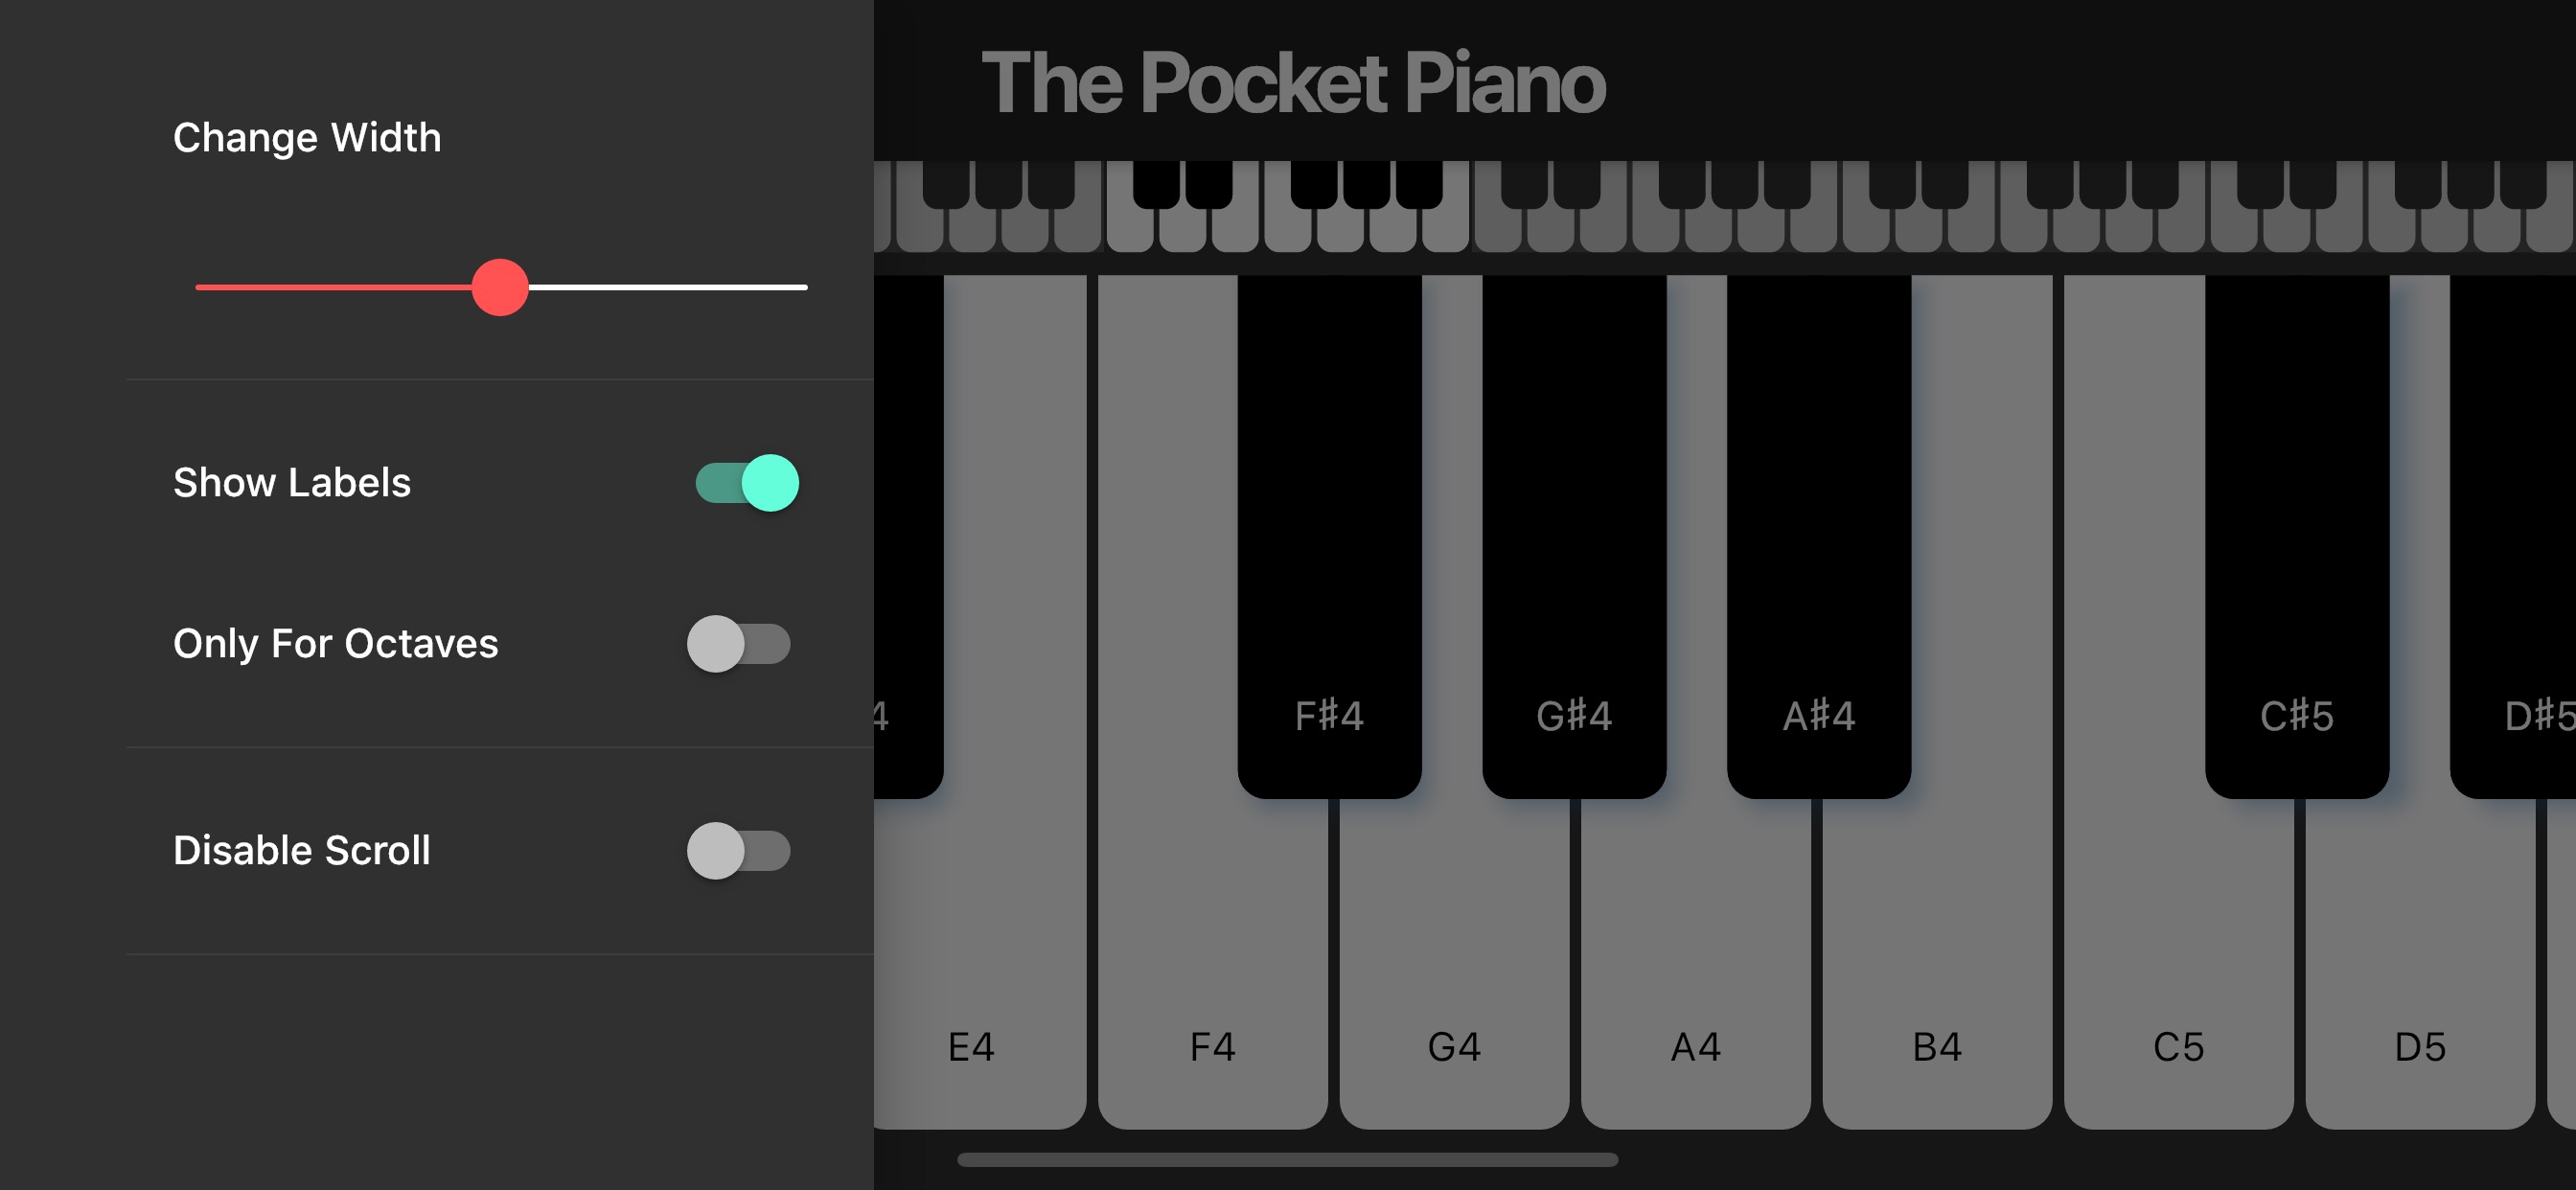 The Pocket Piano
Change Width
Show Labels
Only For Octaves
Disable Scroll
4
F♯4
G♯4
A♯4
C♯5
D♯5
E4
F4
G4
A4
B4
C5
D5